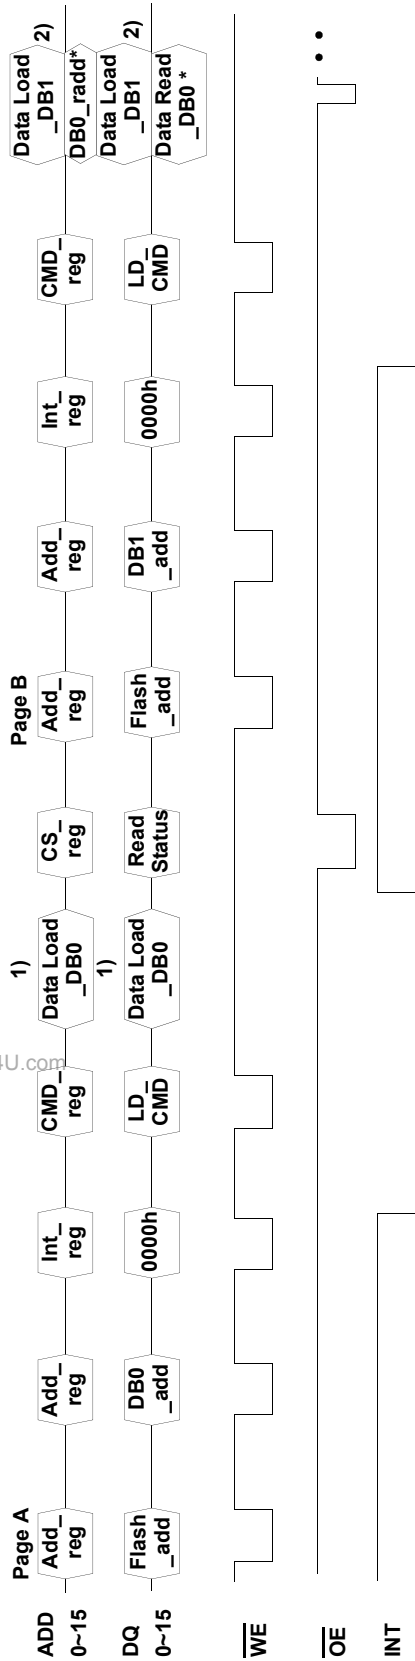 Page A
Page B
ADD
0~15
Add_
reg
Add_
reg
Int_
reg
CMD_
reg
1)
Data Load
_DB0
CS_
reg
Add_
reg
Add_
reg
Int_
reg
CMD_
reg
2)
Data Load
_DB1
DB0_radd*
DQ
0~15
Flash
_add
DB0
_add
0000h
LD_
CMD
1)
Data Load
_DB0
Read
Status
Flash
_add
DB1
_add
0000h
LD_
CMD
2)
Data Load
_DB1
Data Read
_DB0 *
WE
OE
INT
4U.com